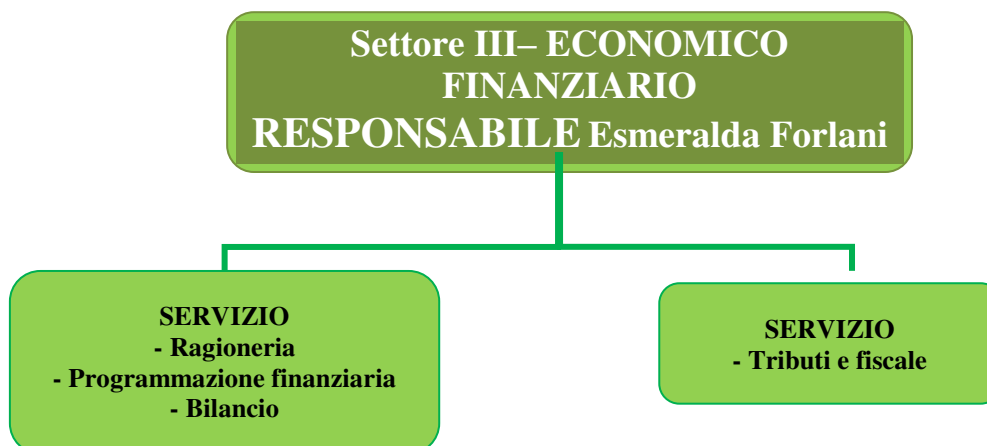 Settore III– ECONOMICO
FINANZIARIO
RESPONSABILE Esmeralda Forlani
SERVIZIO
- Ragioneria
- Programmazione finanziaria
- Bilancio
SERVIZIO
- Tributi e fiscale